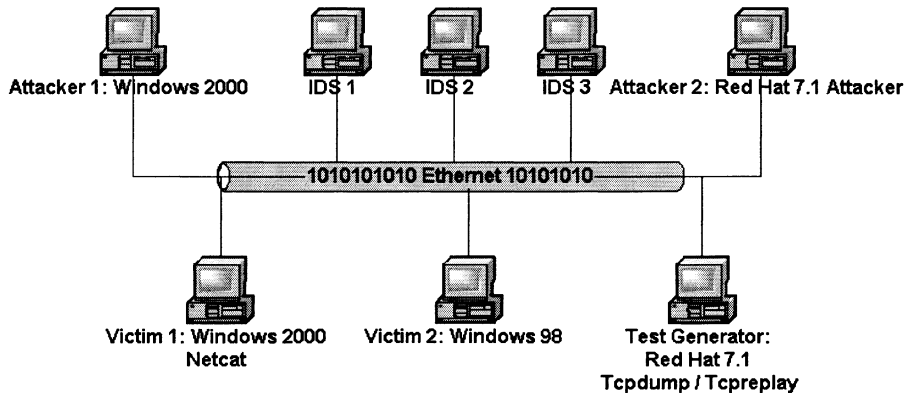 Attacker 1: Windows 2000
IDS 1
IDS 2
IDS 3
Attacker 2: Red Hat 7.1 Attacker
1010101010 Ethernet 10101010
Victim 1: Windows 2000
Netcat
Victim 2: Windows 98
Test Generator:
Red Hat 7.1
Tcpdump / Tcpreplay